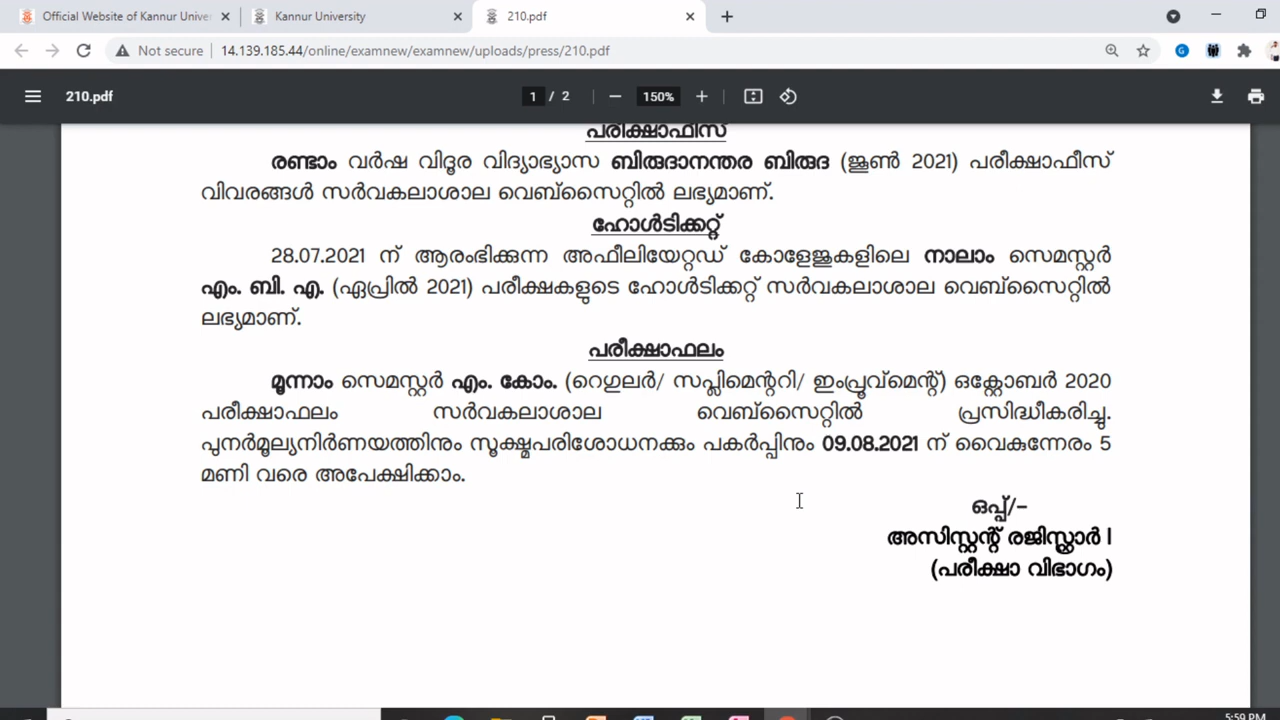 Official Website of Kannur Univer
Kannur University
210.pdf
Not secure
14.139.185.44/online/examnew/examnew/uploads/press/210.pdf
210.pdf
1 / 2
150%
പരീക്ഷാഫീസ്
രണ്ടാം വർഷ വിദൂര വിദ്യാഭ്യാസ ബിരുദാനന്തര ബിരുദ (ജൂൺ 2021) പരീക്ഷാഫീസ്
വിവരങ്ങൾ സർവകലാശാല വെബ്സൈറ്റിൽ ലഭ്യമാണ്.
ഹോൾടിക്കറ്റ്
28.07.2021 ന് ആരംഭിക്കുന്ന അഫീലിയേറ്റഡ് കോളേജുകളിലെ നാലാം സെമസ്റ്റർ
എം. ബി. എ. (ഏപ്രിൽ 2021) പരീക്ഷകളുടെ ഹോൾടിക്കറ്റ് സർവകലാശാല വെബ്സൈറ്റിൽ
ലഭ്യമാണ്.
പരീക്ഷാഫലം
മൂന്നാം സെമസ്റ്റർ എം. കോം. (റെഗുലർ/ സപ്ലിമെന്ററി/ ഇംപ്രൂവ്മെന്റ്) ഒക്റ്റോബർ 2020
പരീക്ഷാഫലം സർവകലാശാല വെബ്സൈറ്റിൽ പ്രസിദ്ധീകരിച്ചു.
പുനർമൂല്യനിർണയത്തിനും സൂക്ഷ്മപരിശോധനക്കും പകർപ്പിനും 09.08.2021 ന് വൈകുന്നേരം 5
മണി വരെ അപേക്ഷിക്കാം.
ഒപ്പ്/-
അസിസ്റ്റന്റ് രജിസ്ട്രാർ I
(പരീക്ഷാ വിഭാഗം)
5:59 PM